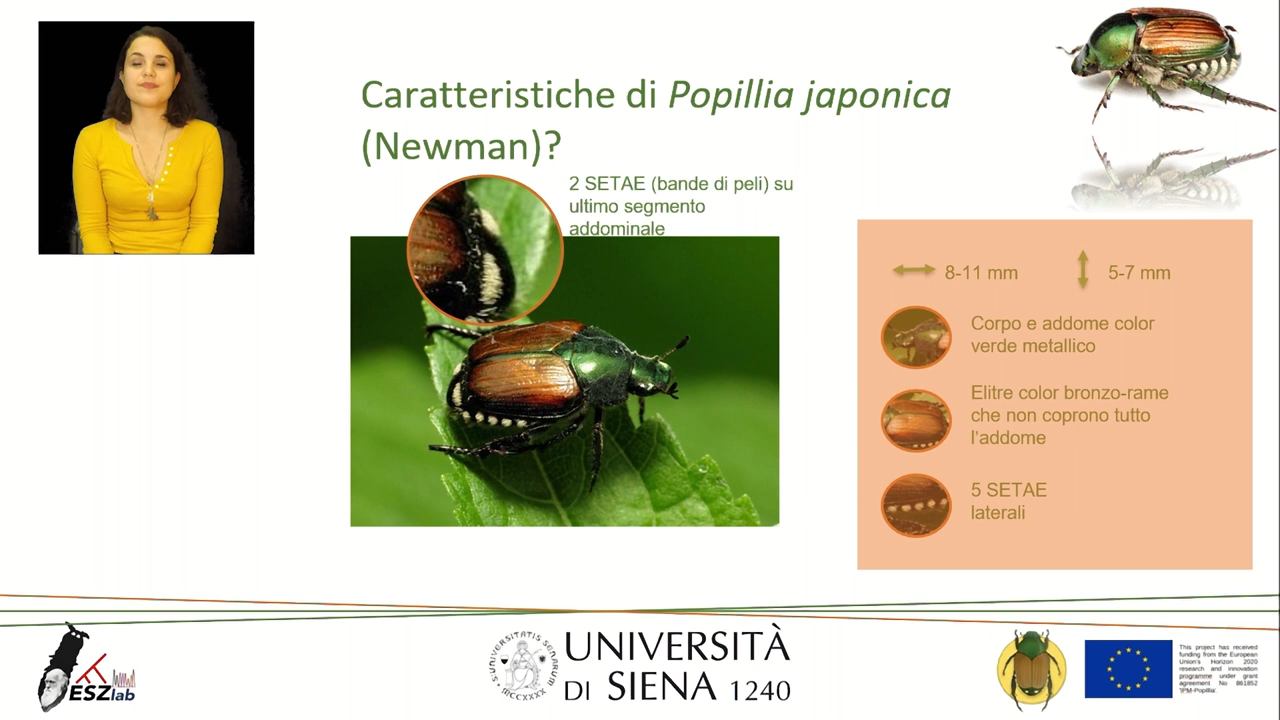 Caratteristiche di Popillia japonica
(Newman)?
2 SETAE (bande di peli) su
ultimo segmento
addominale
8-11 mm
5-7 mm
Corpo e addome color
verde metallico
Elitre color bronzo-rame
che non coprono tutto
l'addome
5 SETAE
laterali
ESZlab
UNIVERSITÀ
DI SIENA 1240
This project has received
funding from the European
Union's Horizon 2020
research and innovation
programme under grant
agreement No 861852
'IPM-Popillia'.